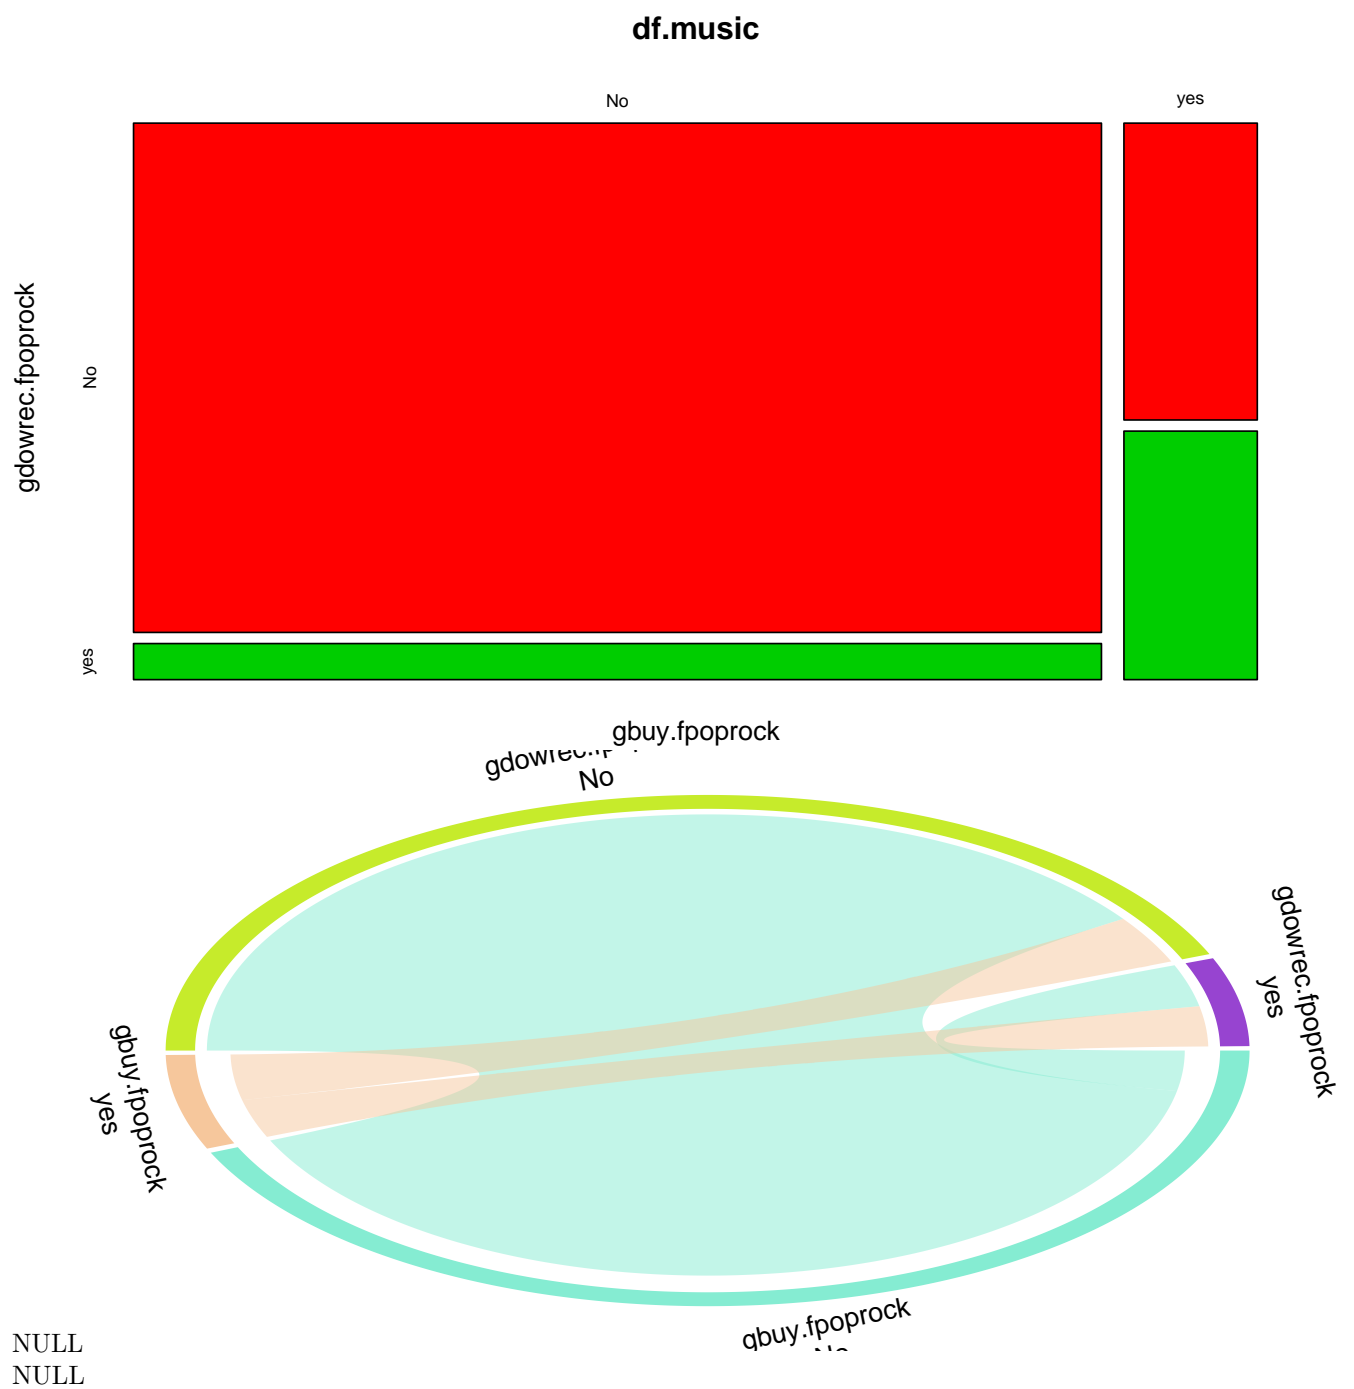 df.music
No
yes
gdowrec.fpoprock
No
yes
gbuy.fpoprock
No
gdowrec.fpoprock
yes
gbuy.fpoprock
yes
gbuy.fpoprock
NULL
NULL